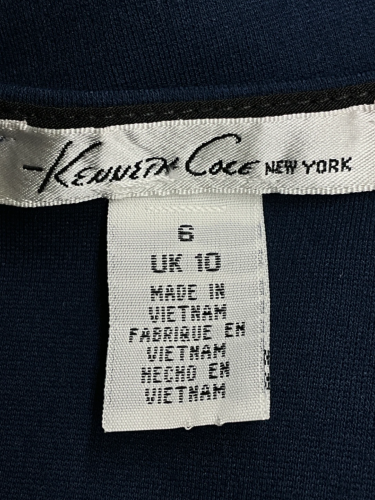 Kenneth Cole NEW YORK
6
UK 10
MADE IN
VIETNAM
FABRIQUE EN
VIETNAM
HECHO EN
VIETNAM